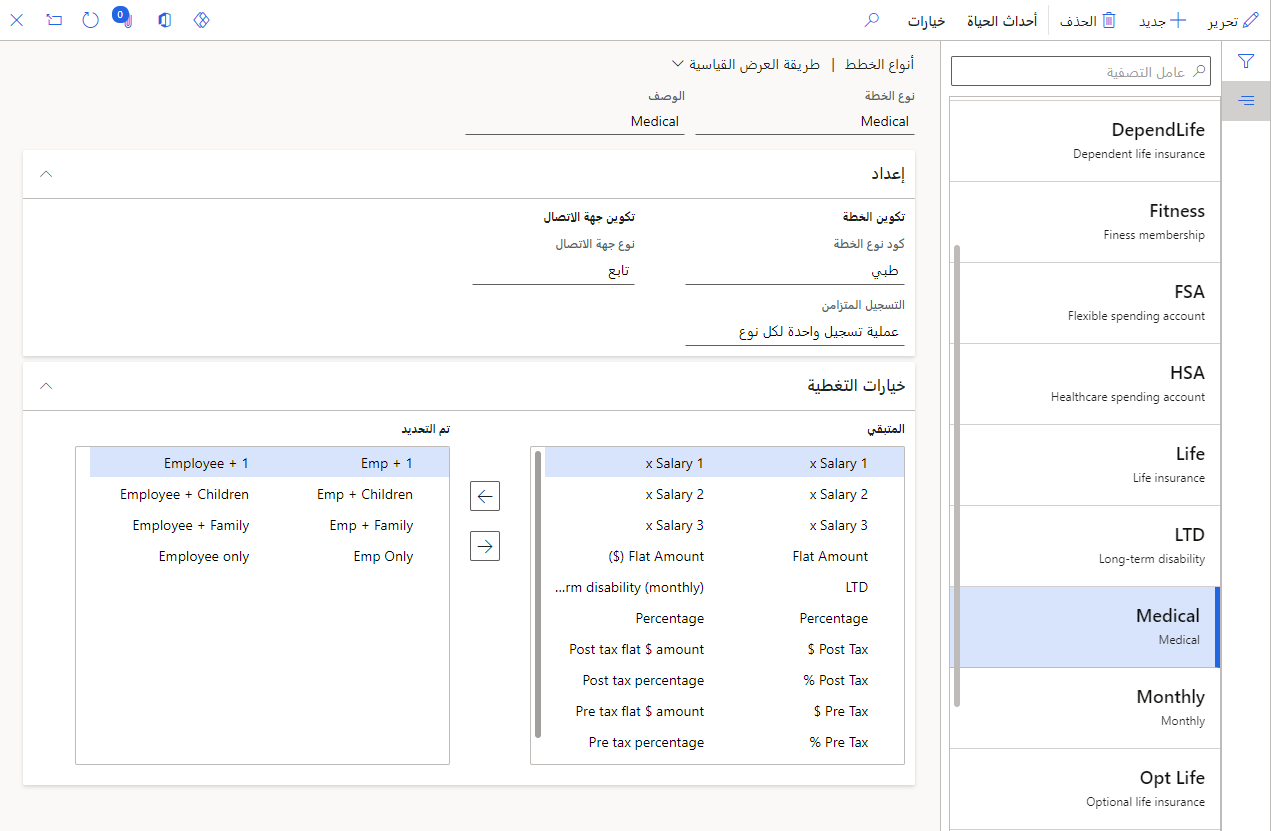 تحرير
جديد
الحذف
أحداث الحياة
خيارات
0
عامل التصفية
DependLife
Dependent life insurance
Fitness
Finess membership
FSA
Flexible spending account
HSA
Healthcare spending account
Life
Life insurance
LTD
Long-term disability
Medical
Medical
Monthly
Monthly
Opt Life
Optional life insurance
أنواع الخطط | طريقة العرض القياسية
نوع الخطة
Medical
الوصف
Medical
إعداد
تكوين الخطة
كود نوع الخطة
طبي
التسجيل المتزامن
عملية تسجيل واحدة لكل نوع
تكوين جهة الاتصال
نوع جهة الاتصال
تابع
خيارات التغطية
المتبقي
x Salary 1 x Salary 1
x Salary 2 x Salary 2
x Salary 3 x Salary 3
Flat Amount ($) Flat Amount
LTD ...rm disability (monthly)
Percentage Percentage
$ Post Tax Post tax flat $ amount
% Post Tax Post tax percentage
$ Pre Tax Pre tax flat $ amount
% Pre Tax Pre tax percentage
تم التحديد
Emp + 1 Employee + 1
Emp + Children Employee + Children
Emp + Family Employee + Family
Emp Only Employee only